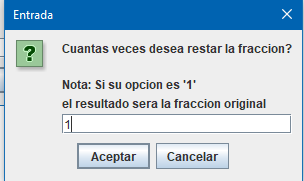 Entrada
Cuantas veces desea restar la fraccion?
Nota: Si su opcion es '1'
el resultado sera la fraccion original
1
Aceptar
Cancelar